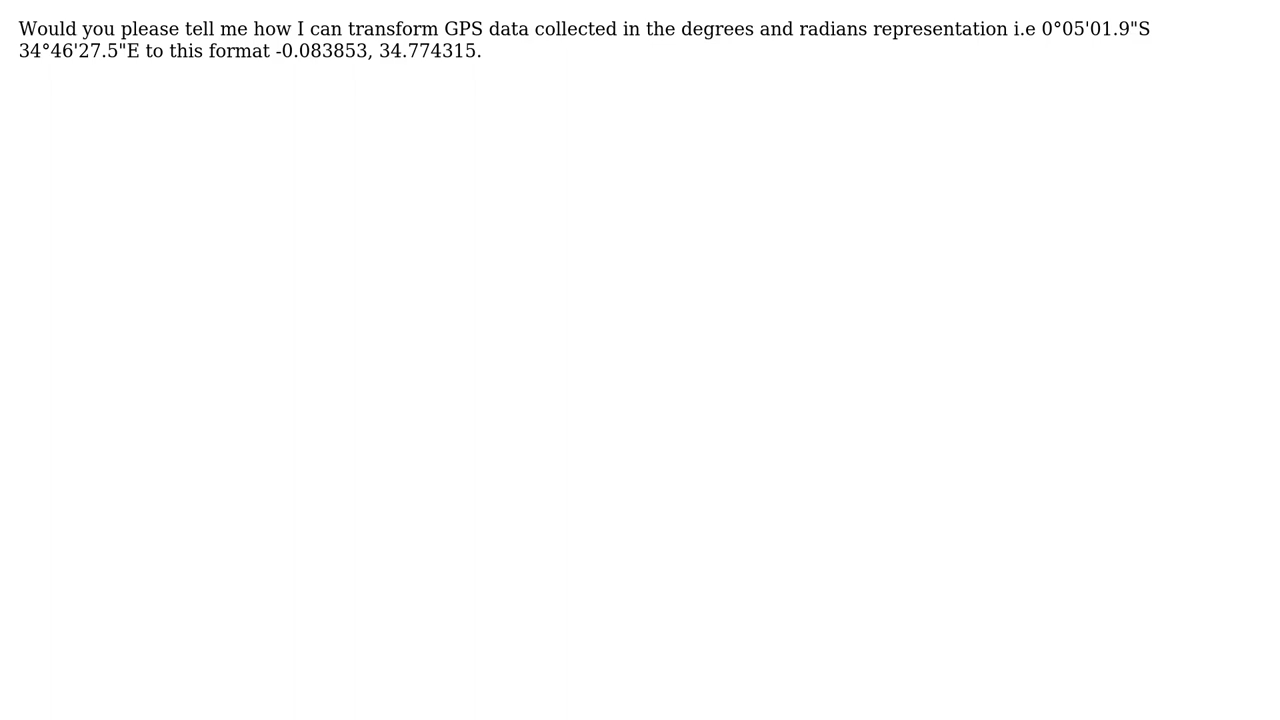 Would you please tell me how I can transform GPS data collected in the degrees and radians representation i.e 0°05'01.9"S
34°46'27.5"E to this format -0.083853, 34.774315.